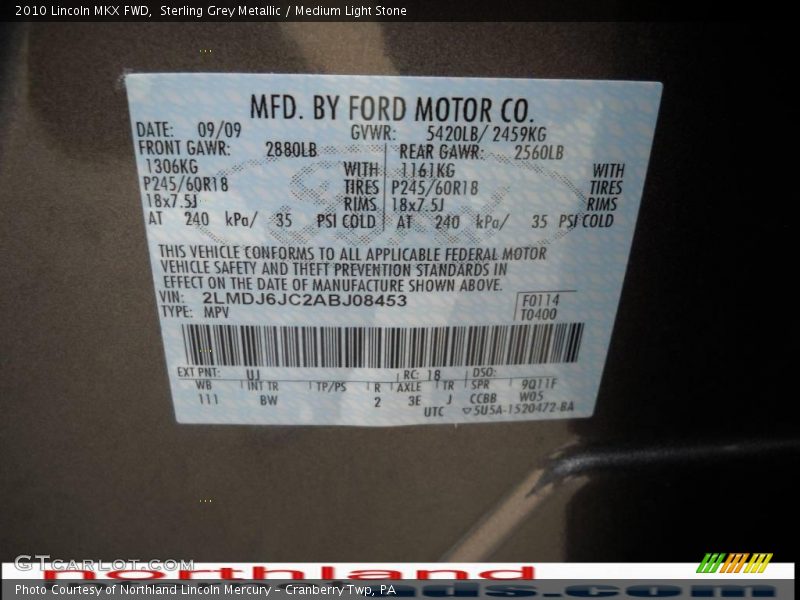 2010 Lincoln MKX FWD,  Sterling Grey Metallic / Medium Light Stone
MFD. BY FORD MOTOR CO.
DATE: 09/09 GVWR: 5420LB/ 2459KG
FRONT GAWR: 2880LB REAR GAWR: 2560LB
1306KG WITH 1161KG WITH
P245/60R18 TIRES P245/60R18 TIRES
18x7.5J RIMS 18x7.5J RIMS
AT 240 kPa/ 35 PSI COLD AT 240 kPa/ 35 PSI COLD
THIS VEHICLE CONFORMS TO ALL APPLICABLE FEDERAL MOTOR
VEHICLE SAFETY AND THEFT PREVENTION STANDARDS IN
EFFECT ON THE DATE OF MANUFACTURE SHOWN ABOVE.
VIN: 2LMDJ6JC2ABJ08453 F0114
TYPE: MPV T0400
EXT PNT: UJ RC: 18 DSO:
WB INT TR TP/PS R AXLE TR SPR 9Q11F
111 BW 2 3E J CCBB W05
UTC 5U5A-1520472-BA
GTCARLOT.COM
northland
Photo Courtesy of Northland Lincoln Mercury - Cranberry Twp, PA